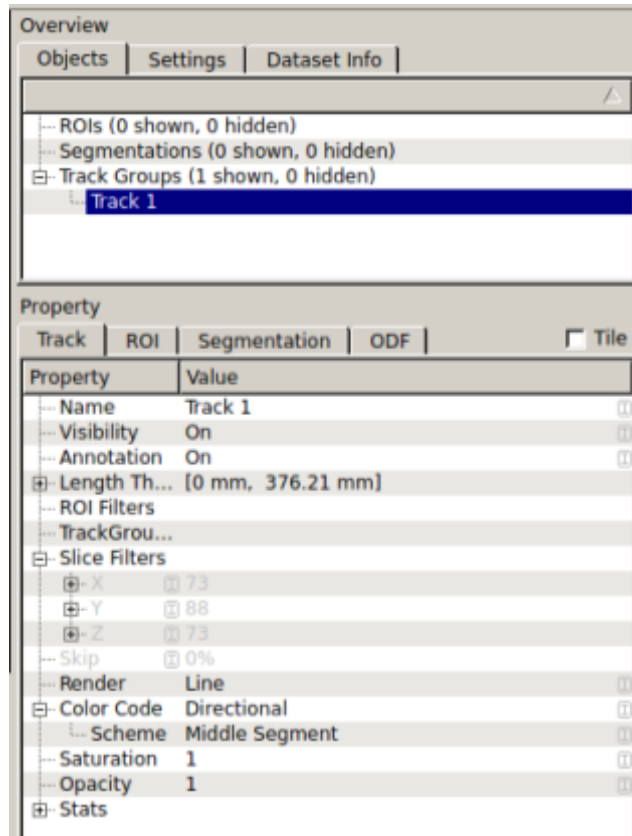 Overview
Objects Settings Dataset Info
ROIs (0 shown, 0 hidden)
Segmentations (0 shown, 0 hidden)
Track Groups (1 shown, 0 hidden)
Track 1
Property
Track ROI Segmentation ODF Tile
Property Value
Name Track 1
Visibility On
Annotation On
Length Th... [0 mm, 376.21 mm]
ROI Filters
TrackGrou...
Slice Filters
X 73
Y 88
Z 73
Skip 0%
Render Line
Color Code Directional
Scheme Middle Segment
Saturation 1
Opacity 1
Stats